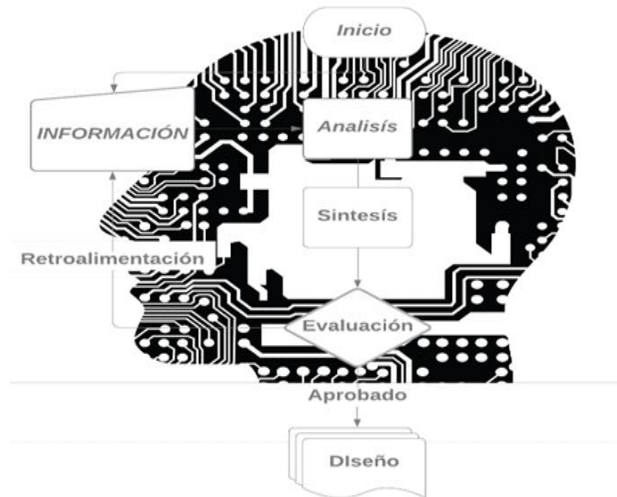 Inicio
INFORMACIÓN
Analisís
Sintesís
Retroalimentación
Evaluación
Aprobado
DIseño